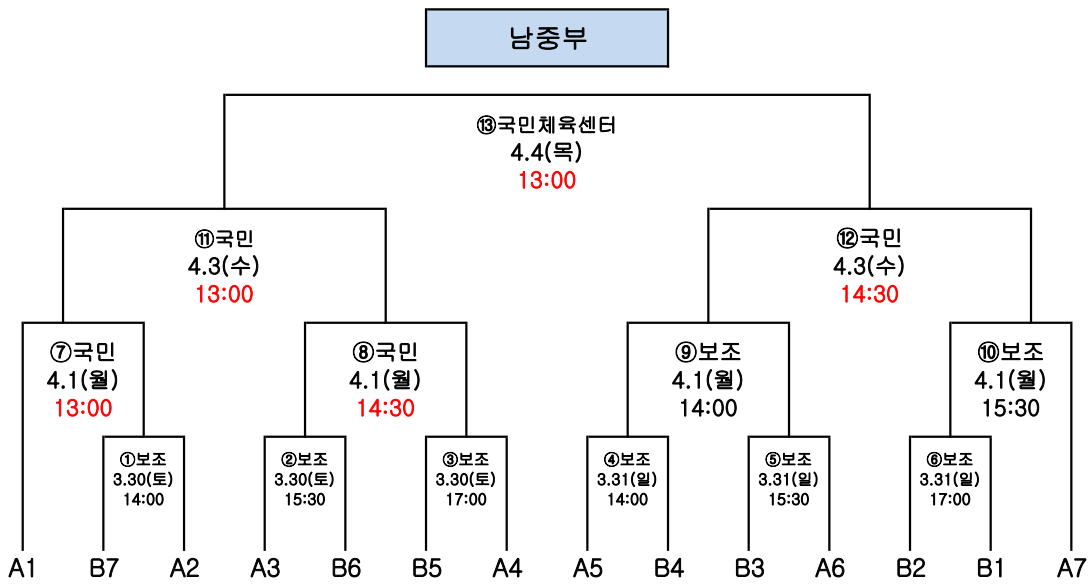 남중부
⑬국민체육센터
4.4(목)
13:00
⑪국민
4.3(수)
13:00
⑫국민
4.3(수)
14:30
⑦국민
4.1(월)
13:00
⑧국민
4.1(월)
14:30
⑨보조
4.1(월)
14:00
⑩보조
4.1(월)
15:30
①보조
3.30(토)
14:00
②보조
3.30(토)
15:30
③보조
3.30(토)
17:00
④보조
3.31(일)
14:00
⑤보조
3.31(일)
15:30
⑥보조
3.31(일)
17:00
A1 B7 A2 A3 B6 B5 A4 A5 B4 B3 A6 B2 B1 A7